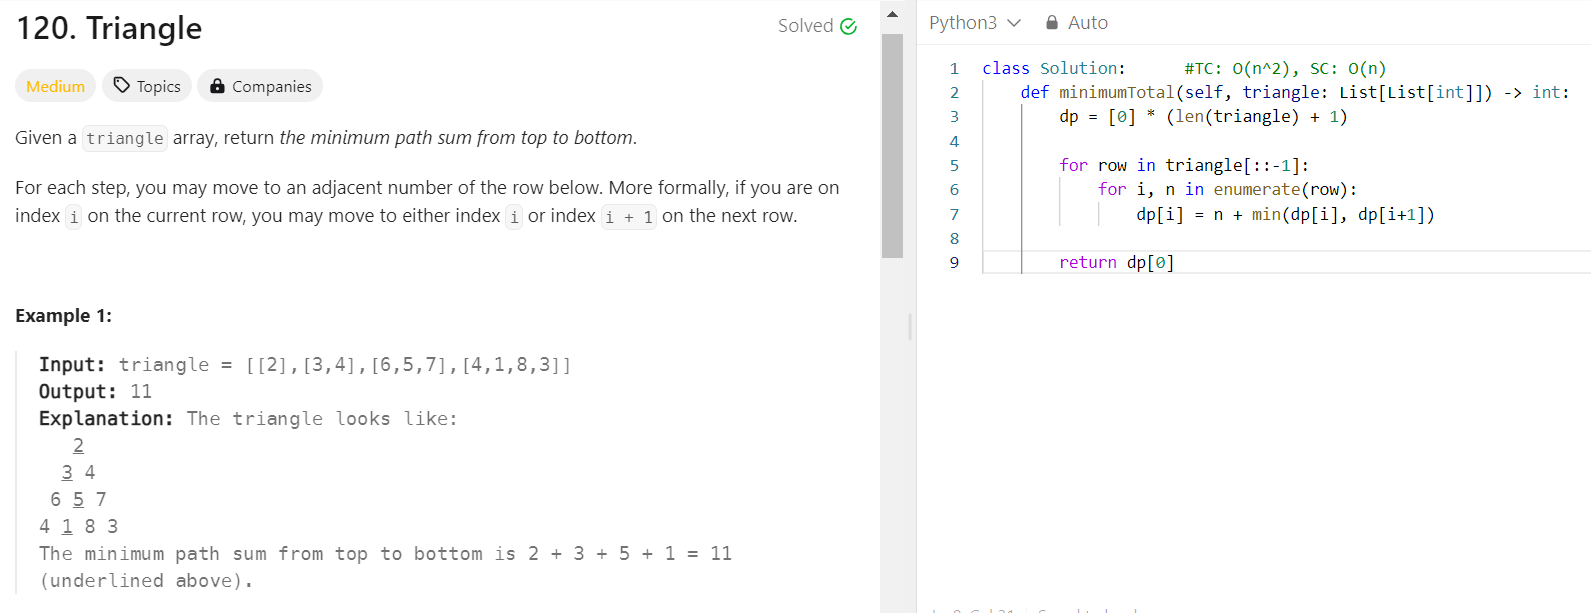 120. Triangle
Solved
Medium
Topics
Companies
Given a triangle array, return the minimum path sum from top to bottom.
For each step, you may move to an adjacent number of the row below. More formally, if you are on
index i on the current row, you may move to either index i or index i + 1 on the next row.
Example 1:
Input: triangle = [[2],[3,4],[6,5,7],[4,1,8,3]]
Output: 11
Explanation: The triangle looks like:
2
3 4
6 5 7
4 1 8 3
The minimum path sum from top to bottom is 2 + 3 + 5 + 1 = 11
(underlined above).
Python3
Auto
1 class Solution: #TC: O(n^2), SC: O(n)
2 def minimumTotal(self, triangle: List[List[int]]) -> int:
3 dp = [0] * (len(triangle) + 1)
4
5 for row in triangle[::-1]:
6 for i, n in enumerate(row):
7 dp[i] = n + min(dp[i], dp[i+1])
8
9 return dp[0]